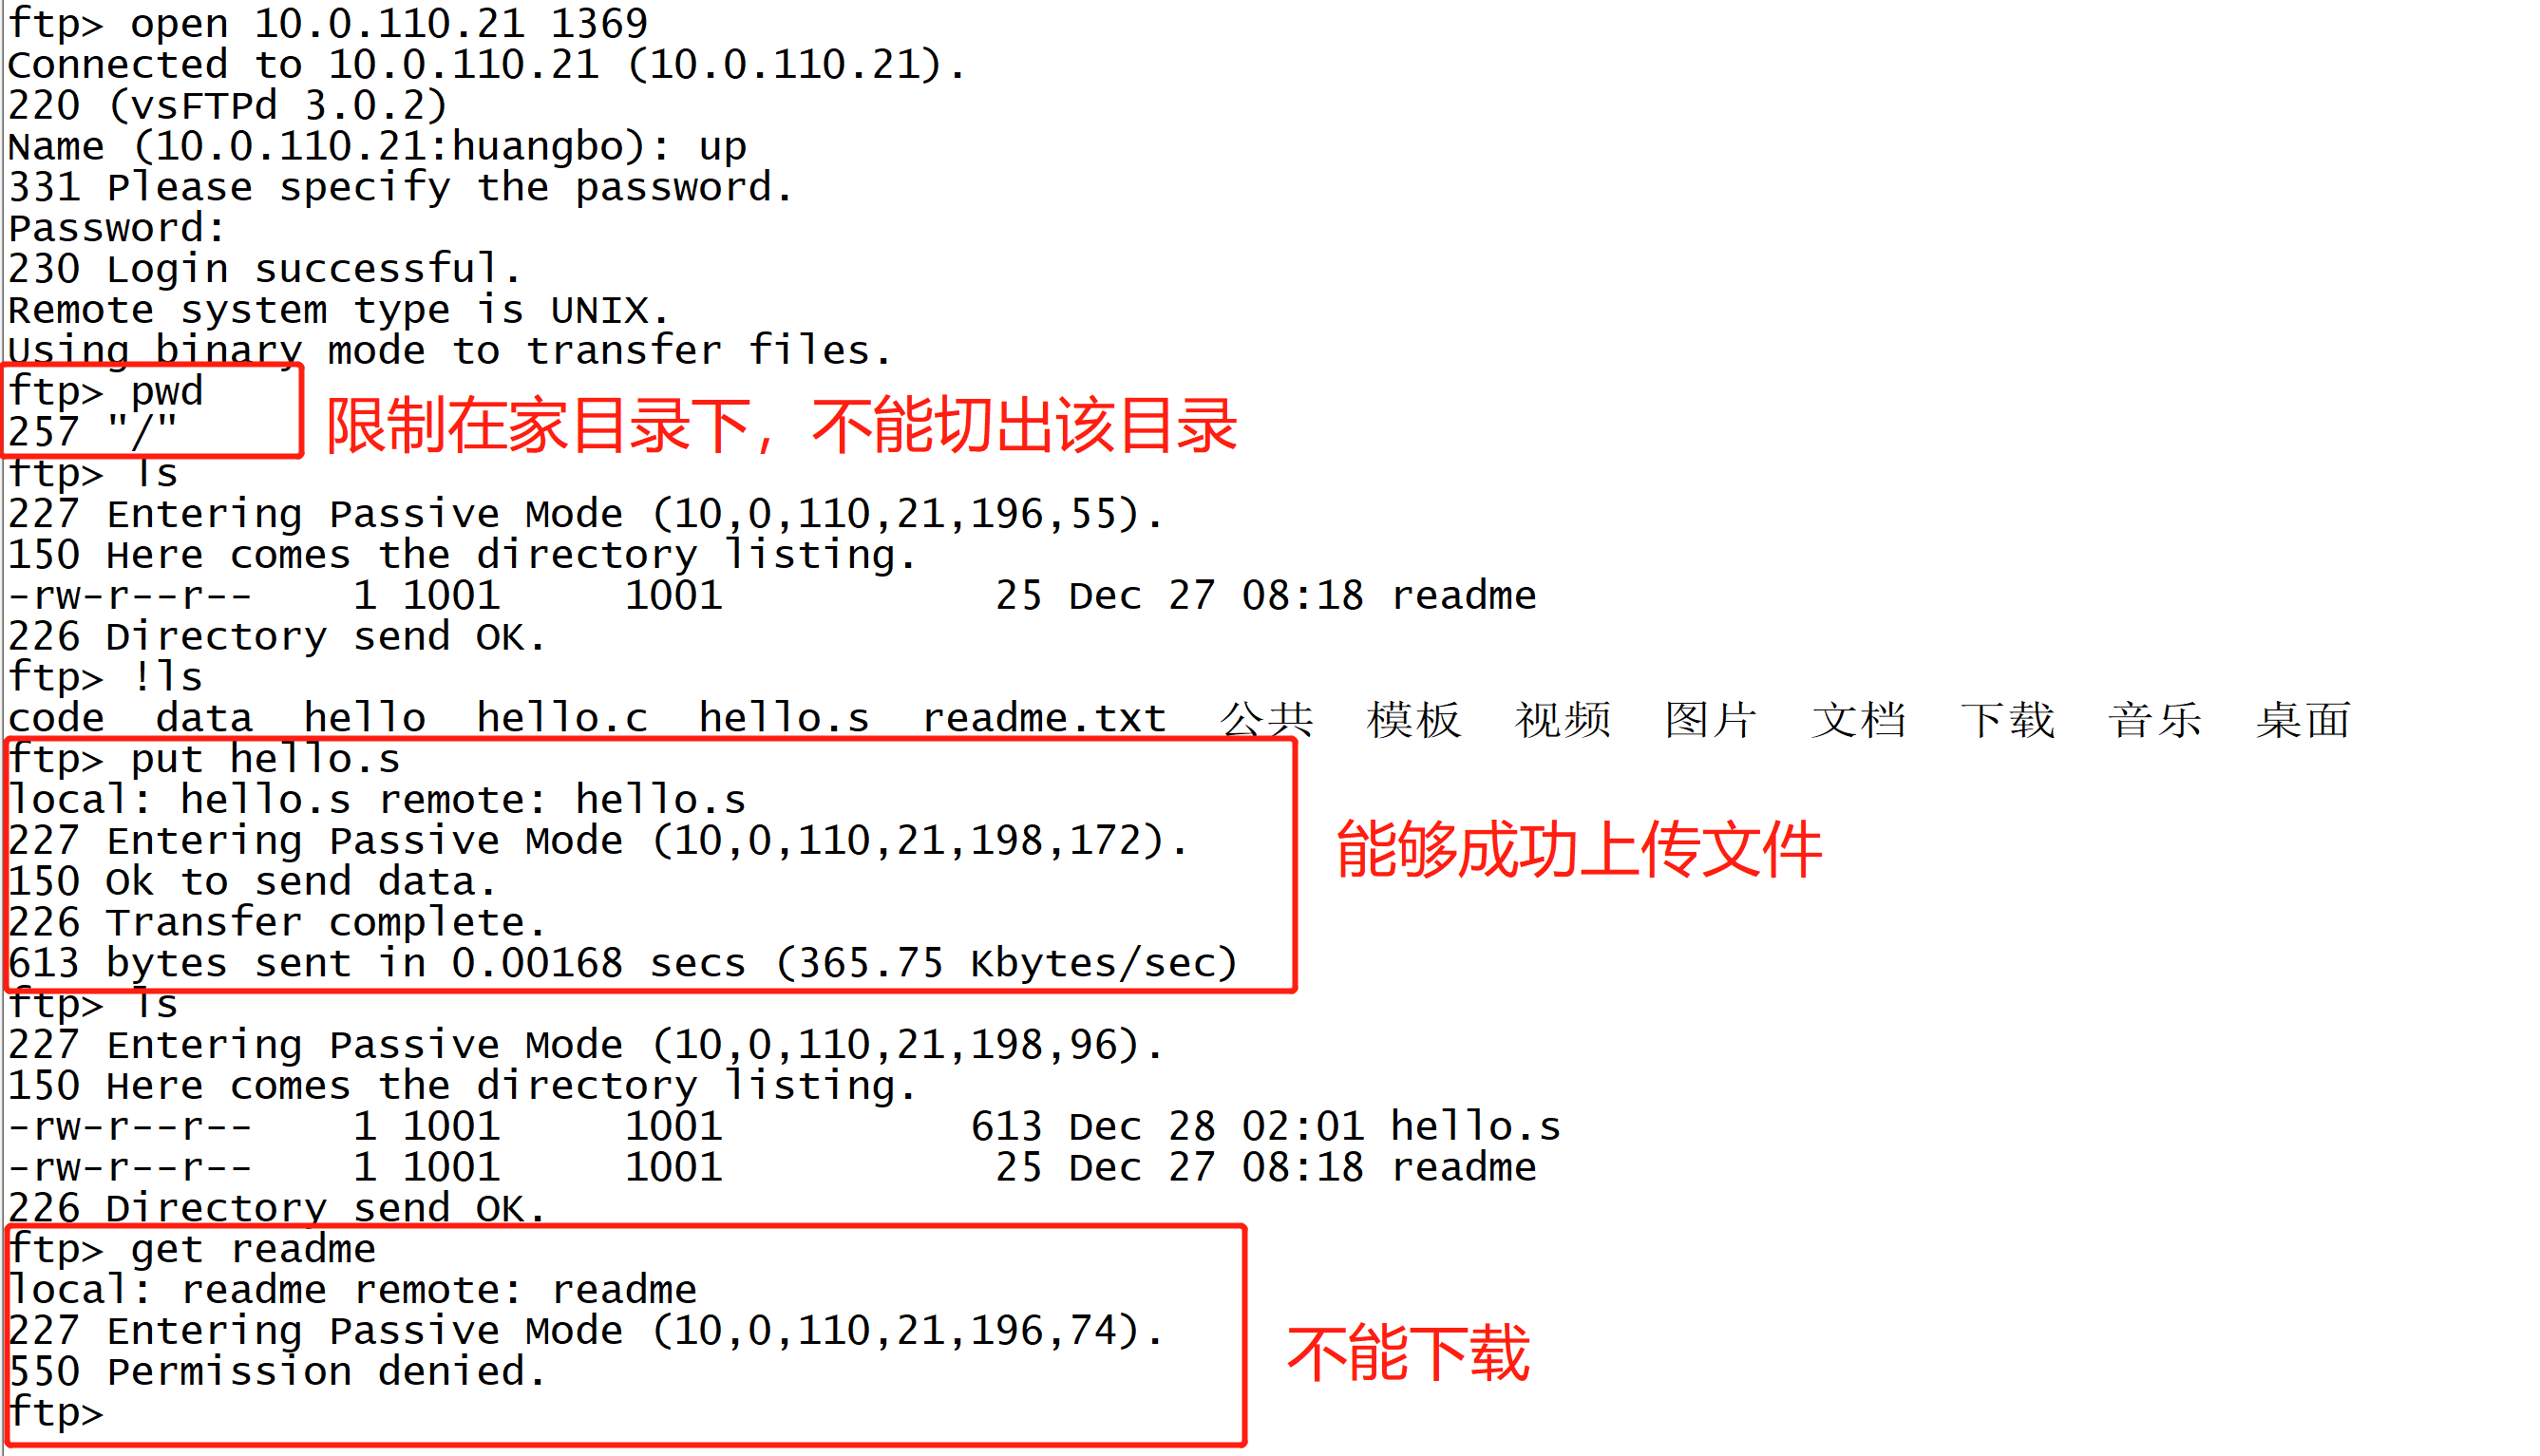 ftp> open 10.0.110.21 1369
Connected to 10.0.110.21 (10.0.110.21).
220 (vsFTPd 3.0.2)
Name (10.0.110.21:huangbo): up
331 Please specify the password.
Password:
230 Login successful.
Remote system type is UNIX.
Using binary mode to transfer files.
ftp> pwd
257 "/"
限制在家目录下，不能切出该目录
ftp> ls
227 Entering Passive Mode (10,0,110,21,196,55).
150 Here comes the directory listing.
-rw-r--r--    1 1001     1001           25 Dec 27 08:18 readme
226 Directory send OK.
ftp> !ls
code  data  hello  hello.c  hello.s  readme.txt  公共  模板  视频  图片  文档  下载  音乐  桌面
ftp> put hello.s
local: hello.s remote: hello.s
227 Entering Passive Mode (10,0,110,21,198,172).
能够成功上传文件
150 Ok to send data.
226 Transfer complete.
613 bytes sent in 0.00168 secs (365.75 Kbytes/sec)
ftp> ls
227 Entering Passive Mode (10,0,110,21,198,96).
150 Here comes the directory listing.
-rw-r--r--    1 1001     1001          613 Dec 28 02:01 hello.s
-rw-r--r--    1 1001     1001           25 Dec 27 08:18 readme
226 Directory send OK.
ftp> get readme
local: readme remote: readme
227 Entering Passive Mode (10,0,110,21,196,74).
不能下载
550 Permission denied.
ftp>